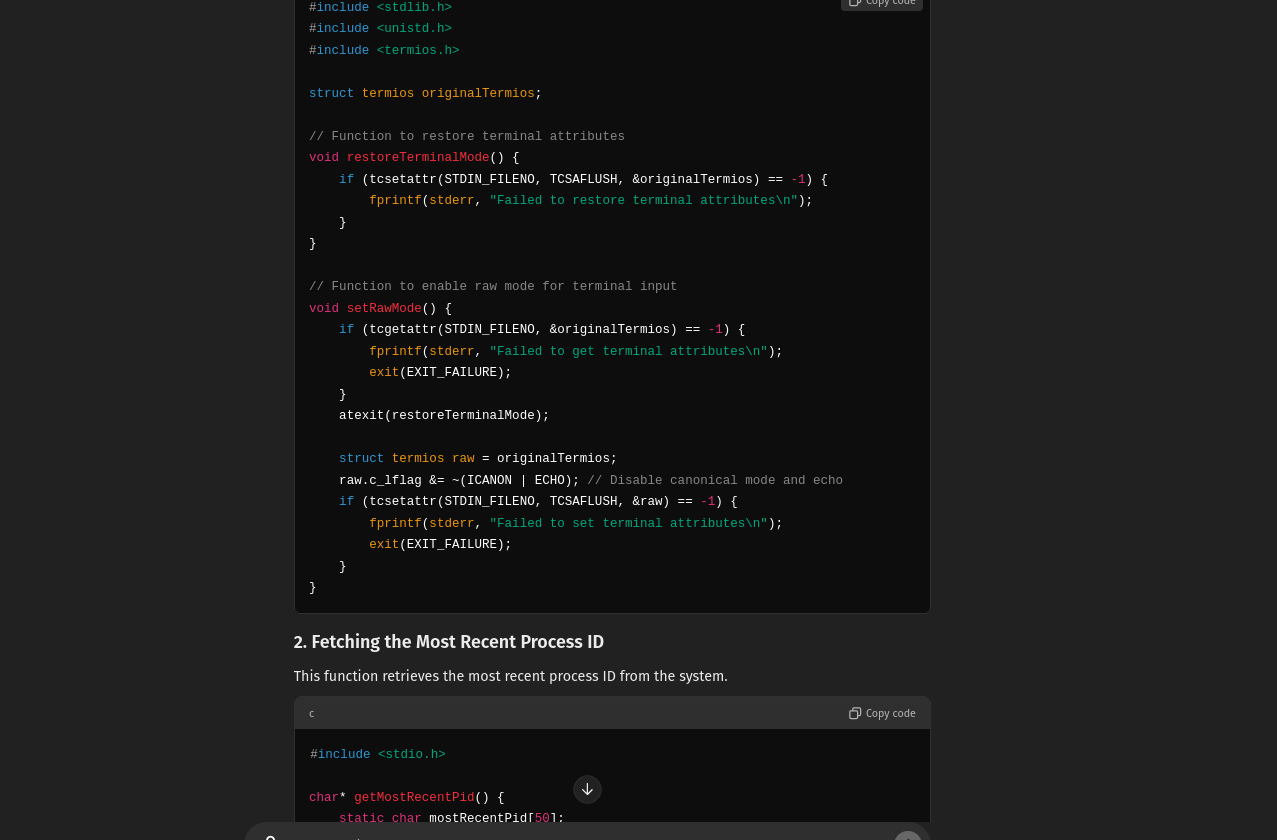 Copy code
#include <stdlib.h>
#include <unistd.h>
#include <termios.h>
struct termios originalTermios;
// Function to restore terminal attributes
void restoreTerminalMode() {
    if (tcsetattr(STDIN_FILENO, TCSAFLUSH, &originalTermios) == -1) {
        fprintf(stderr, "Failed to restore terminal attributes\n");
    }
}
// Function to enable raw mode for terminal input
void setRawMode() {
    if (tcgetattr(STDIN_FILENO, &originalTermios) == -1) {
        fprintf(stderr, "Failed to get terminal attributes\n");
        exit(EXIT_FAILURE);
    }
    atexit(restoreTerminalMode);
    struct termios raw = originalTermios;
    raw.c_lflag &= ~(ICANON | ECHO); // Disable canonical mode and echo
    if (tcsetattr(STDIN_FILENO, TCSAFLUSH, &raw) == -1) {
        fprintf(stderr, "Failed to set terminal attributes\n");
        exit(EXIT_FAILURE);
    }
}
2. Fetching the Most Recent Process ID
This function retrieves the most recent process ID from the system.
c
Copy code
#include <stdio.h>
char* getMostRecentPid() {
    static char mostRecentPid[50];